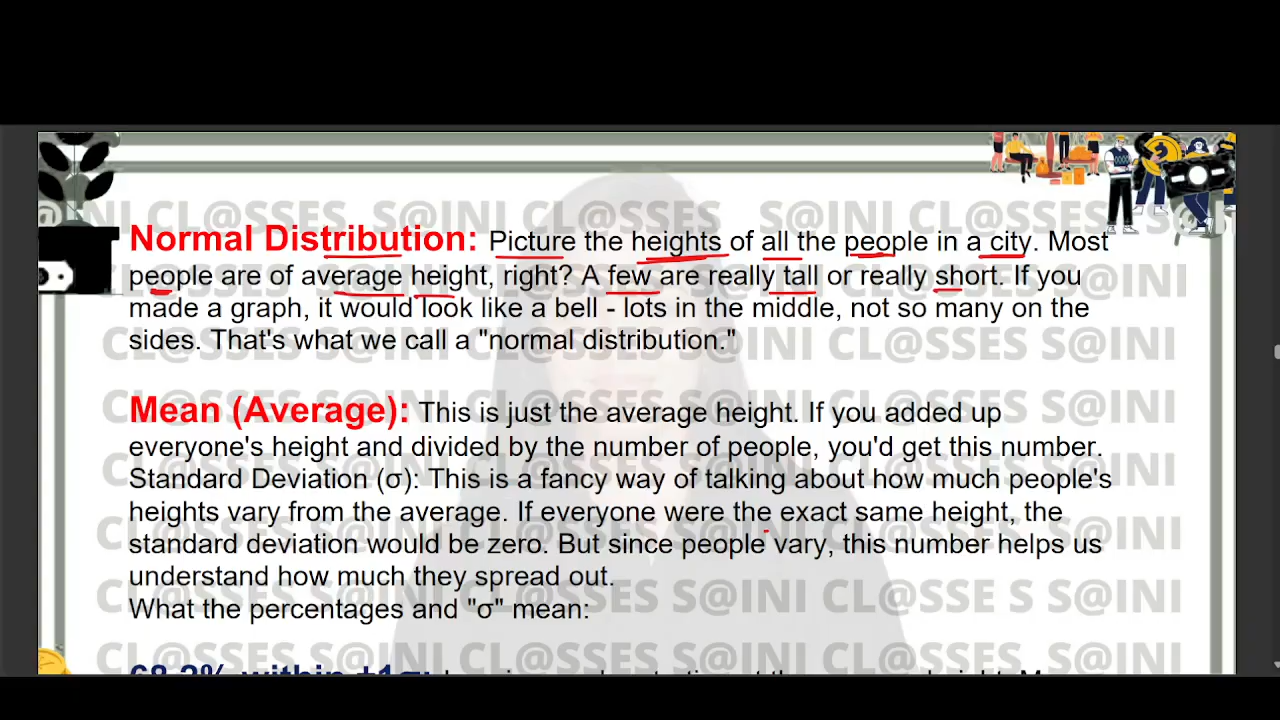 Normal Distribution: Picture the heights of all the people in a city. Most
people are of average height, right? A few are really tall or really short. If you
made a graph, it would look like a bell - lots in the middle, not so many on the
sides. That's what we call a "normal distribution."
Mean (Average): This is just the average height. If you added up
everyone's height and divided by the number of people, you'd get this number.
Standard Deviation (σ): This is a fancy way of talking about how much people's
heights vary from the average. If everyone were the exact same height, the
standard deviation would be zero. But since people vary, this number helps us
understand how much they spread out.
What the percentages and "σ" mean: